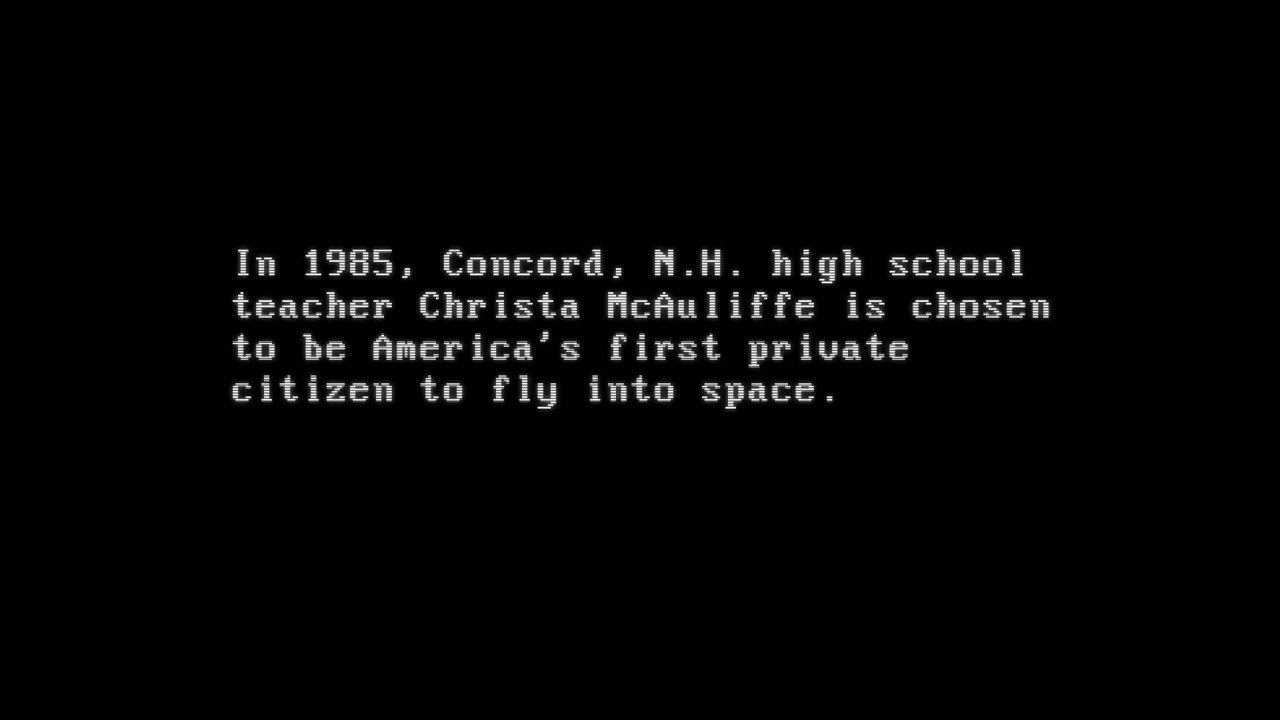 In 1985, Concord, N.H. high school
teacher Christa McAuliffe is chosen
to be America's first private
citizen to fly into space.